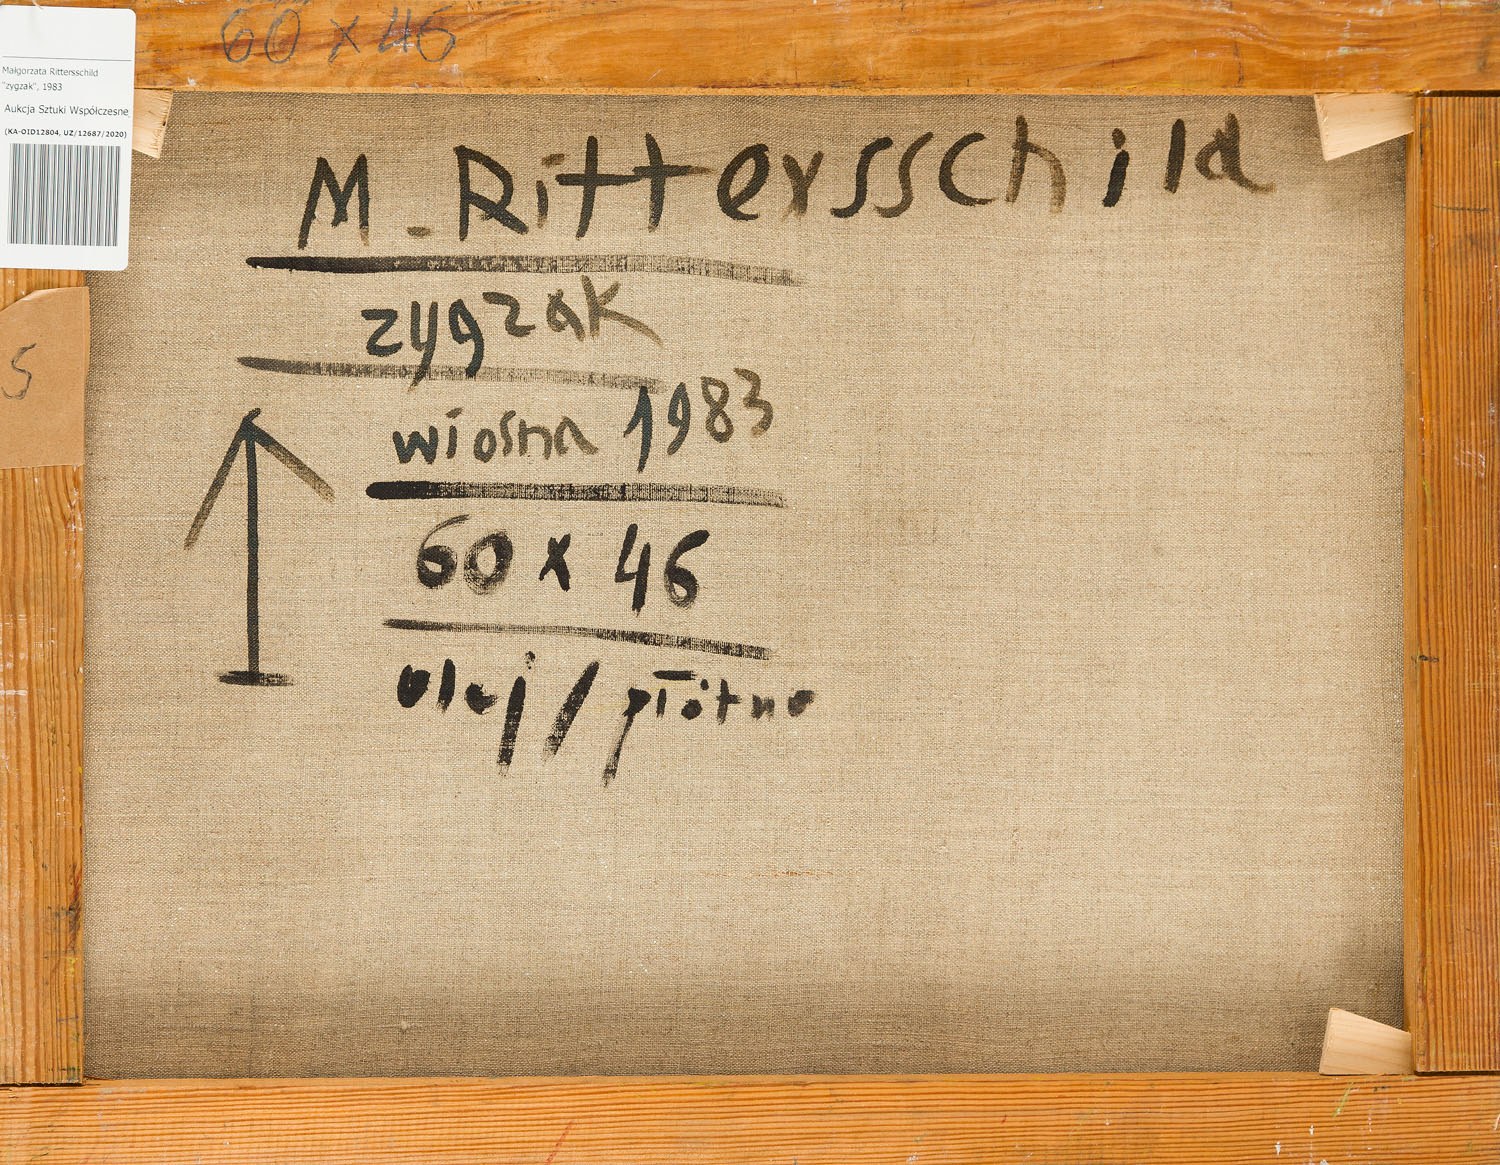 60 x 46
Małgorzata Rittersschild
"zygzak", 1983
Aukcja Sztuki Współczesnej
(KA-OID12804, UZ/12687/2020)
M. Rittersschild
zygzak
S
wiosna 1983
60 x 46
olej / płótno